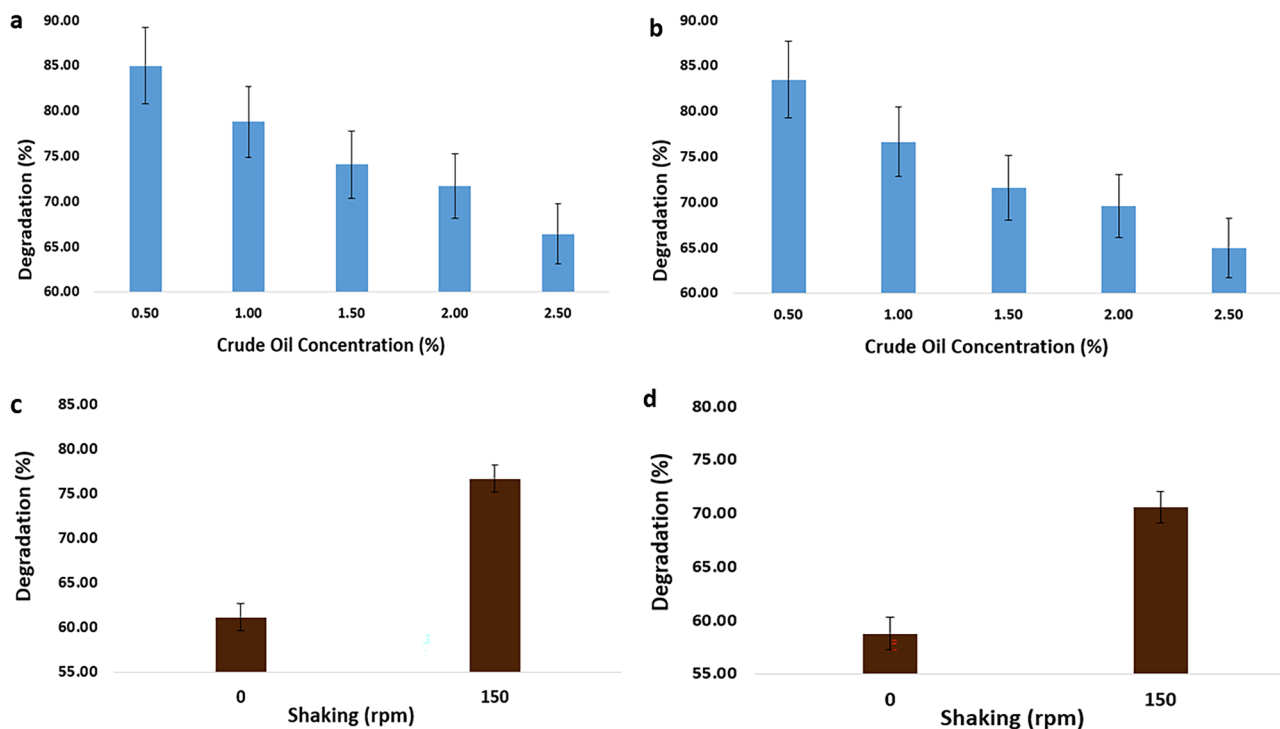 a
90.00
85.00
80.00
75.00
70.00
65.00
60.00
Degradation (%)
0.50 1.00 1.50 2.00 2.50
Crude Oil Concentration (%)
b
90.00
85.00
80.00
75.00
70.00
65.00
60.00
Degradation (%)
0.50 1.00 1.50 2.00 2.50
Crude Oil Concentration (%)
c
85.00
80.00
75.00
70.00
65.00
60.00
55.00
Degradation (%)
0 150
Shaking (rpm)
d
80.00
75.00
70.00
65.00
60.00
55.00
Degradation (%)
0 150
Shaking (rpm)